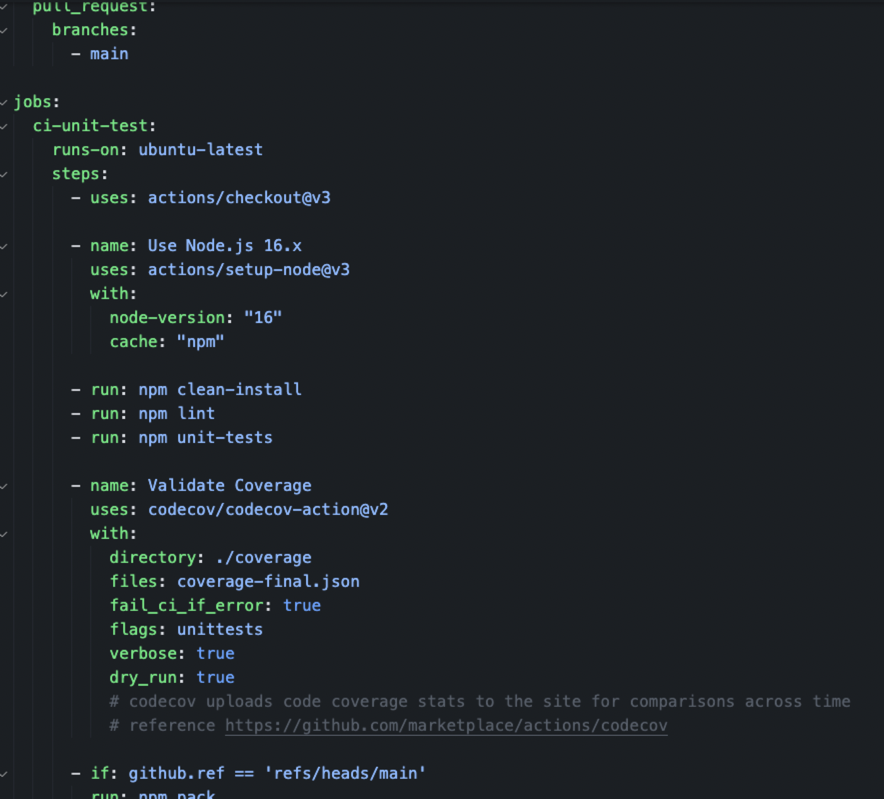 pull_request:
branches:
- main
jobs:
ci-unit-test:
runs-on: ubuntu-latest
steps:
- uses: actions/checkout@v3
- name: Use Node.js 16.x
uses: actions/setup-node@v3
with:
node-version: "16"
cache: "npm"
- run: npm clean-install
- run: npm lint
- run: npm unit-tests
- name: Validate Coverage
uses: codecov/codecov-action@v2
with:
directory: ./coverage
files: coverage-final.json
fail_ci_if_error: true
flags: unittests
verbose: true
dry_run: true
# codecov uploads code coverage stats to the site for comparisons across time
# reference https://github.com/marketplace/actions/codecov
- if: github.ref == 'refs/heads/main'
run: npm pack